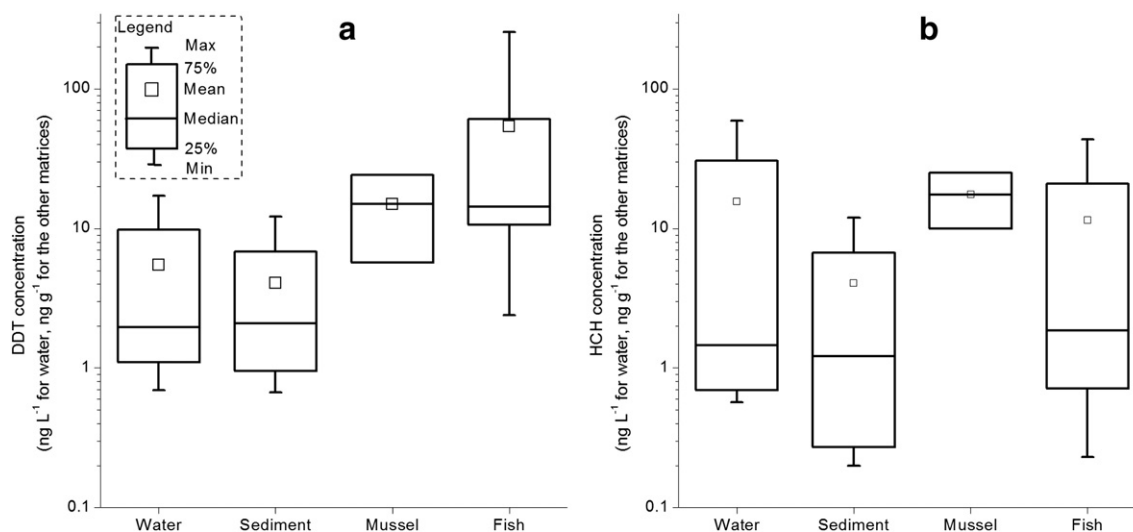 a
Legend
Max
75%
Mean
Median
25%
Min
DDT concentration
(ng L⁻¹ for water, ng g⁻¹ for the other matrices)
100
10
1
0.1
Water Sediment Mussel Fish
b
HCH concentration
(ng L⁻¹ for water, ng g⁻¹ for the other matrices)
100
10
1
0.1
Water Sediment Mussel Fish